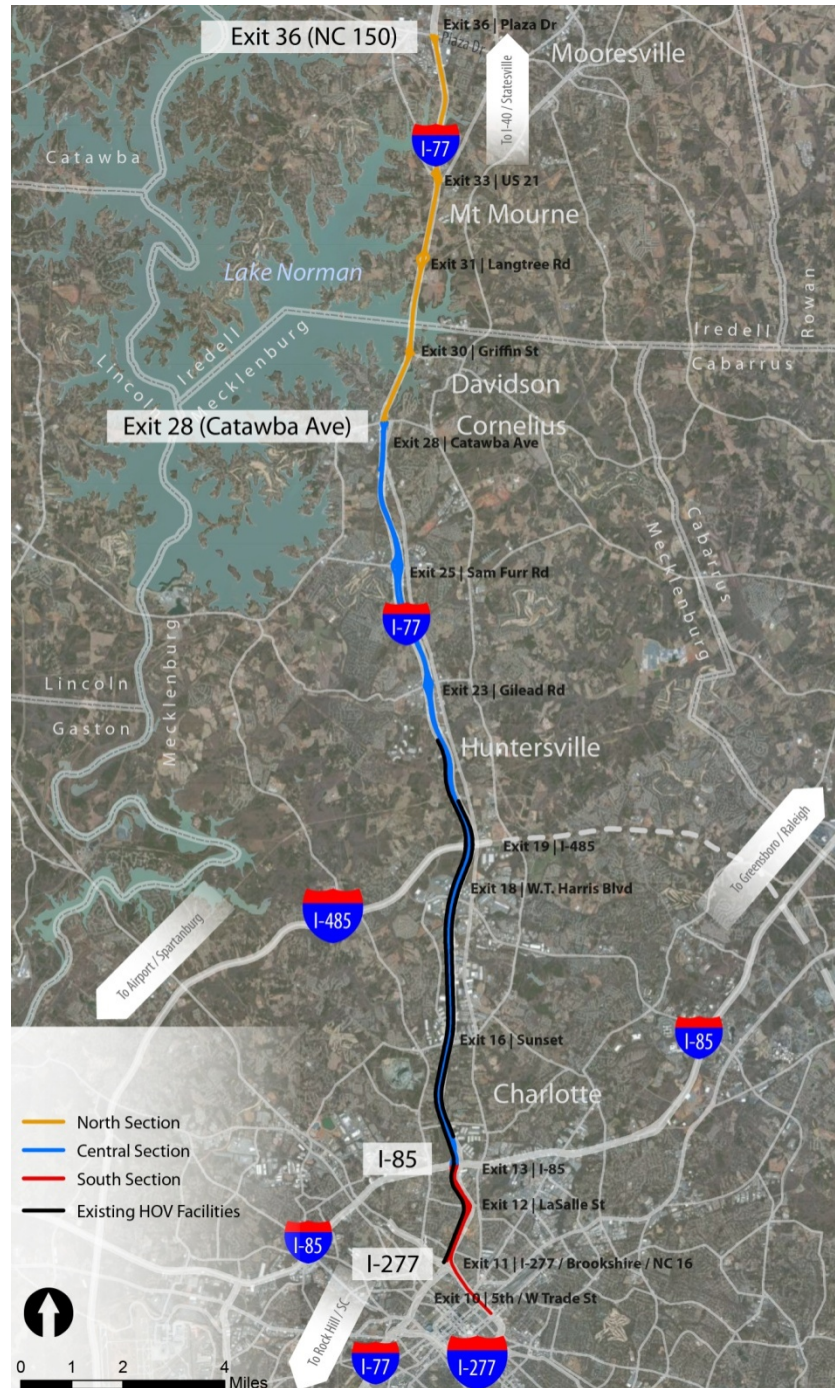 Exit 36 | Plaza Dr
Exit 36 (NC 150)
Plaza Dr
Mooresville
To I-40 / Statesville
I-77
Catawba
Exit 33 | US 21
Mt Mourne
Lake Norman
Exit 31 | Langtree Rd
Rowan
Iredell
Mecklenburg
Lincoln
Iredell
Cabarrus
Exit 30 | Griffin St
Davidson
Exit 28 (Catawba Ave)
Cornelius
Exit 28 | Catawba Ave
Cabarrus
Mecklenburg
Exit 25 | Sam Furr Rd
I-77
Mecklenburg
Lincoln
Gaston
Exit 23 | Gilead Rd
Huntersville
Exit 19 | I-485
To Greensboro / Raleigh
Exit 18 | W.T. Harris Blvd
I-485
To Airport / Spartanburg
Exit 16 | Sunset
I-85
Charlotte
North Section
Central Section
South Section
Existing HOV Facilities
I-85
Exit 13 | I-85
Exit 12 | LaSalle St
I-85
I-277
Exit 11 | I-277 / Brookshire / NC 16
Exit 10 | 5th / W Trade St
To Rock Hill / SC
I-77
I-277
0 1 2 4
Miles